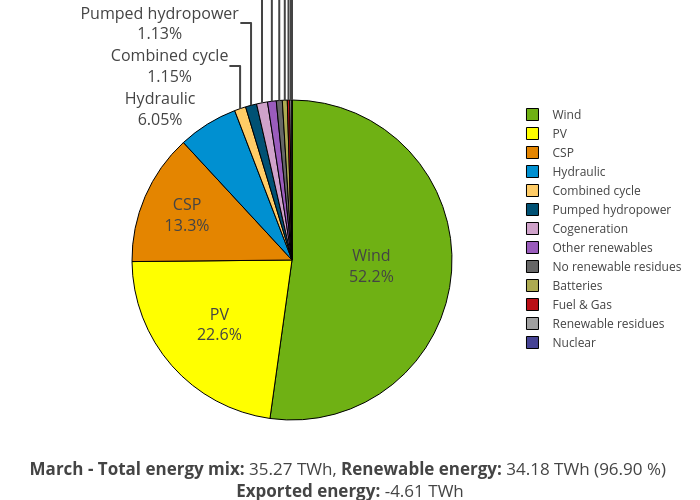 Pumped hydropower
1.13%
Combined cycle
1.15%
Hydraulic
6.05%
CSP
13.3%
Wind
52.2%
PV
22.6%
Wind
PV
CSP
Hydraulic
Combined cycle
Pumped hydropower
Cogeneration
Other renewables
No renewable residues
Batteries
Fuel & Gas
Renewable residues
Nuclear
March - Total energy mix: 35.27 TWh, Renewable energy: 34.18 TWh (96.90 %)
Exported energy: -4.61 TWh